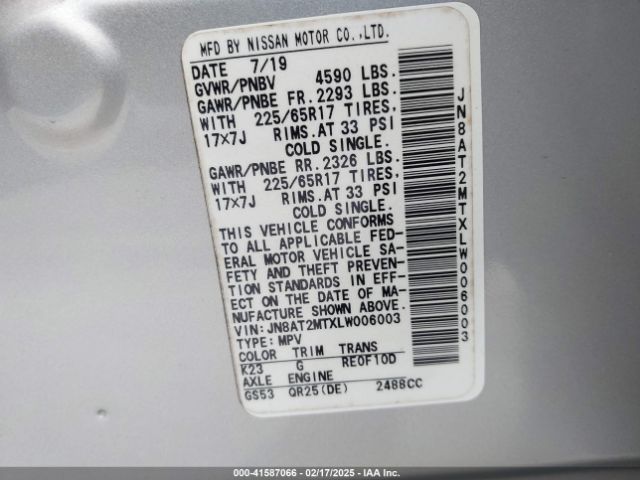 MFD BY NISSAN MOTOR CO.,LTD.
DATE 7/19
GVWR/PNBV 4590 LBS.
GAWR/PNBE FR. 2293 LBS.
WITH 225/65R17 TIRES,
17×7J RIMS.AT 33 PSI
COLD SINGLE.
GAWR/PNBE RR. 2326 LBS.
WITH 225/65R17 TIRES,
17×7J RIMS.AT 33 PSI
COLD SINGLE.
THIS VEHICLE CONFORMS
TO ALL APPLICABLE FED-
ERAL MOTOR VEHICLE SA-
FETY AND THEFT PREVEN-
TION STANDARDS IN EFF-
ECT ON THE DATE OF MA-
NUFACTURE SHOWN ABOVE.
VIN: JN8AT2MTXLW006003
TYPE: MPV
COLOR TRIM TRANS
K23 G RE0F10D
AXLE ENGINE
GS53 QR25(DE) 2488CC
JN8AT2MTXLW006003
000-41587066 - 02/17/2025 - IAA Inc.